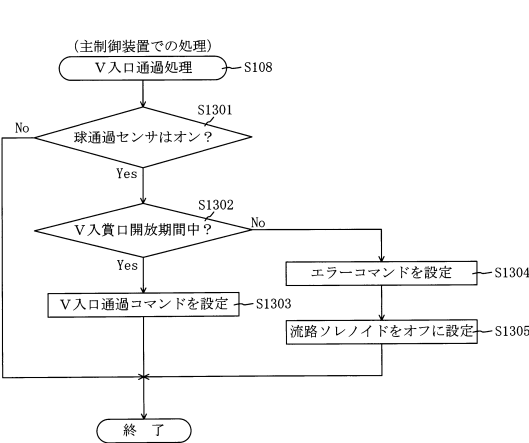 (主制御装置での処理)
V入口通過処理
S108
S1301
No
球通過センサはオン？
Yes
S1302
V入賞口開放期間中？
No
Yes
エラーコマンドを設定
S1304
V入口通過コマンドを設定
S1303
流路ソレノイドをオフに設定
S1305
終 了